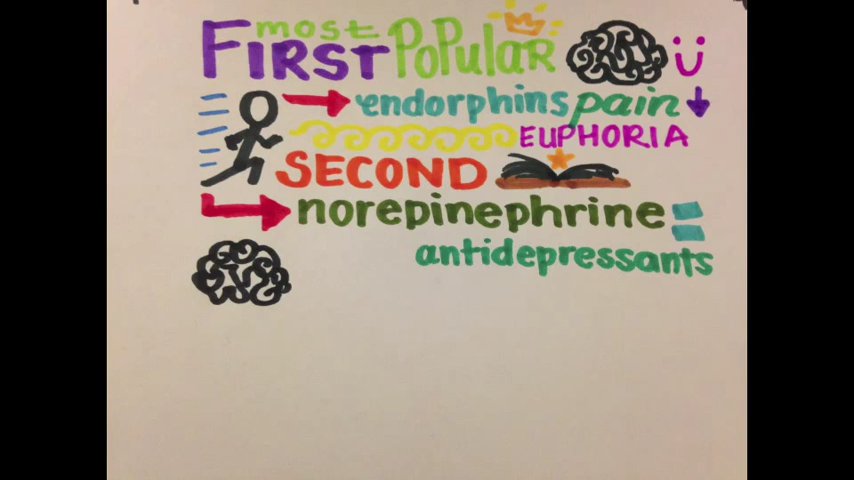 most
FIRST POPULAR
endorphins pain
EUPHORIA
SECOND
norepinephrine =
antidepressants